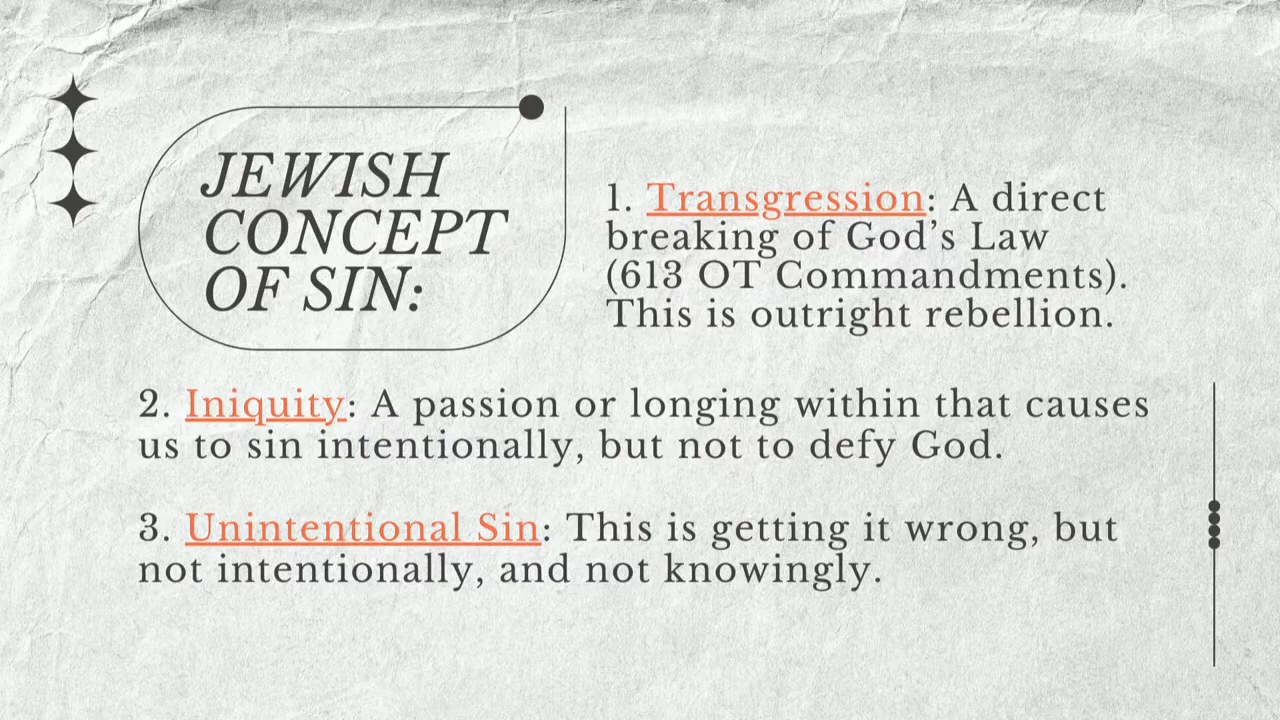 JEWISH
CONCEPT
OF SIN:
1. Transgression: A direct
breaking of God’s Law
(613 OT Commandments).
This is outright rebellion.
2. Iniquity: A passion or longing within that causes
us to sin intentionally, but not to defy God.
3. Unintentional Sin: This is getting it wrong, but
not intentionally, and not knowingly.